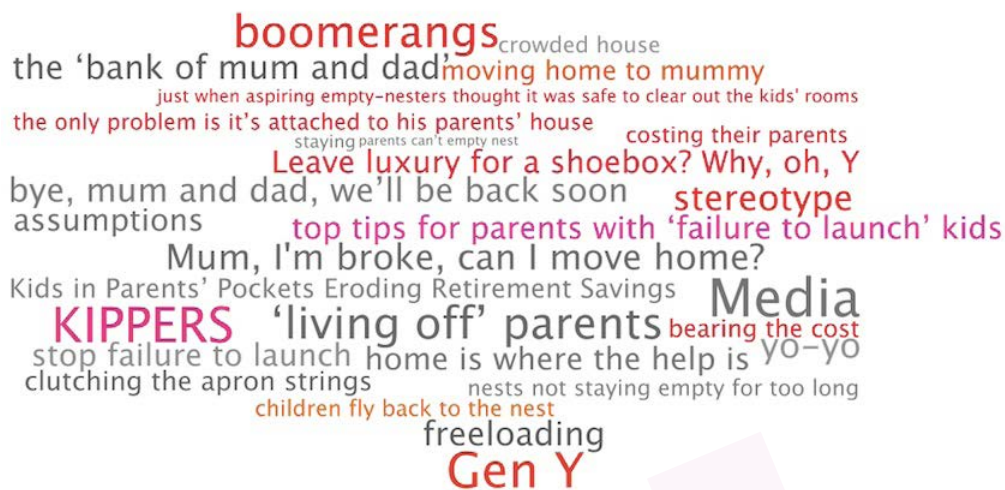 boomerangs
crowded house
the ‘bank of mum and dad’
moving home to mummy
just when aspiring empty-nesters thought it was safe to clear out the kids' rooms
the only problem is it’s attached to his parents’ house
costing their parents
staying
parents can’t empty nest
Leave luxury for a shoebox? Why, oh, Y
bye, mum and dad, we’ll be back soon
stereotype
assumptions
top tips for parents with ‘failure to launch’ kids
Mum, I'm broke, can I move home?
Kids in Parents’ Pockets Eroding Retirement Savings
Media
KIPPERS
‘living off’ parents
bearing the cost
stop failure to launch
home is where the help is
yo-yo
clutching the apron strings
nests not staying empty for too long
children fly back to the nest
freeloading
Gen Y